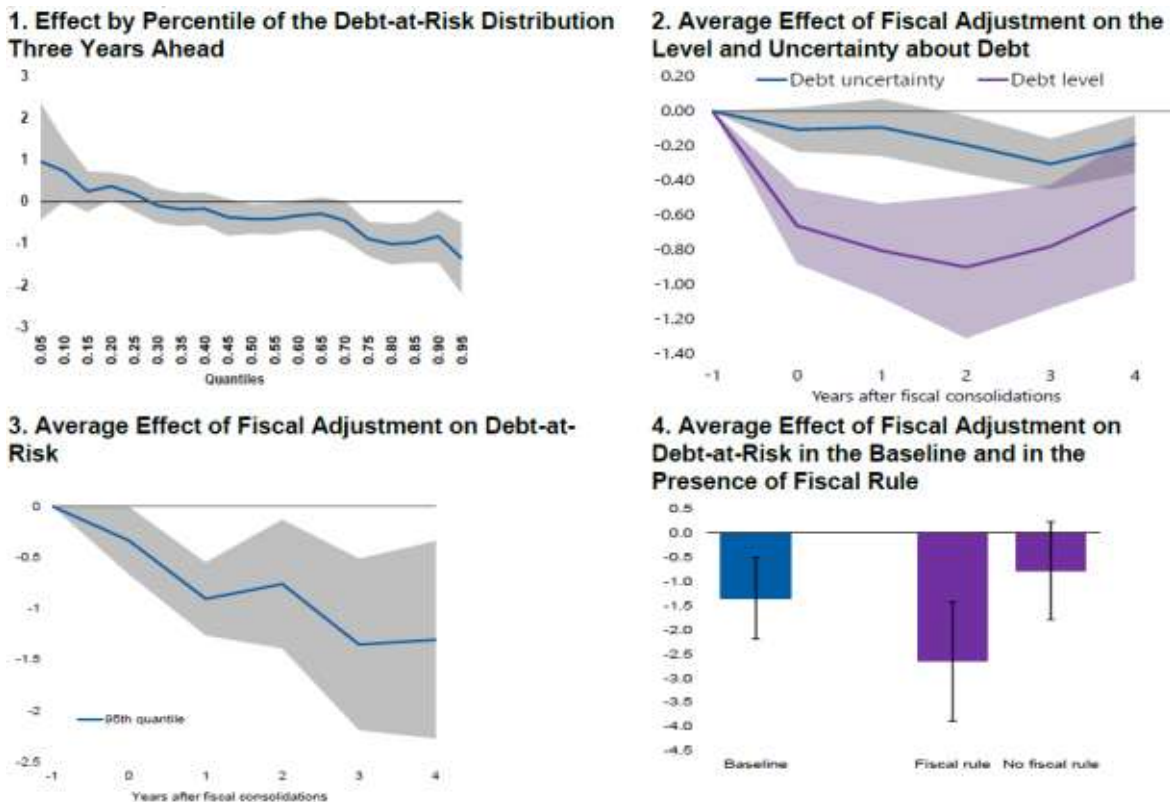 1. Effect by Percentile of the Debt-at-Risk Distribution
Three Years Ahead
3
2
1
0
-1
-2
-3
0.05
0.10
0.15
0.20
0.25
0.30
0.35
0.40
0.45
0.50
0.55
0.60
0.65
0.70
0.75
0.80
0.85
0.90
0.95
Quantiles
2. Average Effect of Fiscal Adjustment on the
Level and Uncertainty about Debt
Debt uncertainty
Debt level
0.20
0.00
-0.20
-0.40
-0.60
-0.80
-1.00
-1.20
-1.40
-1 0 1 2 3 4
Years after fiscal consolidations
3. Average Effect of Fiscal Adjustment on Debt-at-
Risk
0
-0.5
-1
-1.5
-2
-2.5
95th quantile
-1 0 1 2 3 4
Years after fiscal consolidations
4. Average Effect of Fiscal Adjustment on
Debt-at-Risk in the Baseline and in the
Presence of Fiscal Rule
0.5
0.0
-0.5
-1.0
-1.5
-2.0
-2.5
-3.0
-3.5
-4.0
-4.5
Baseline Fiscal rule No fiscal rule